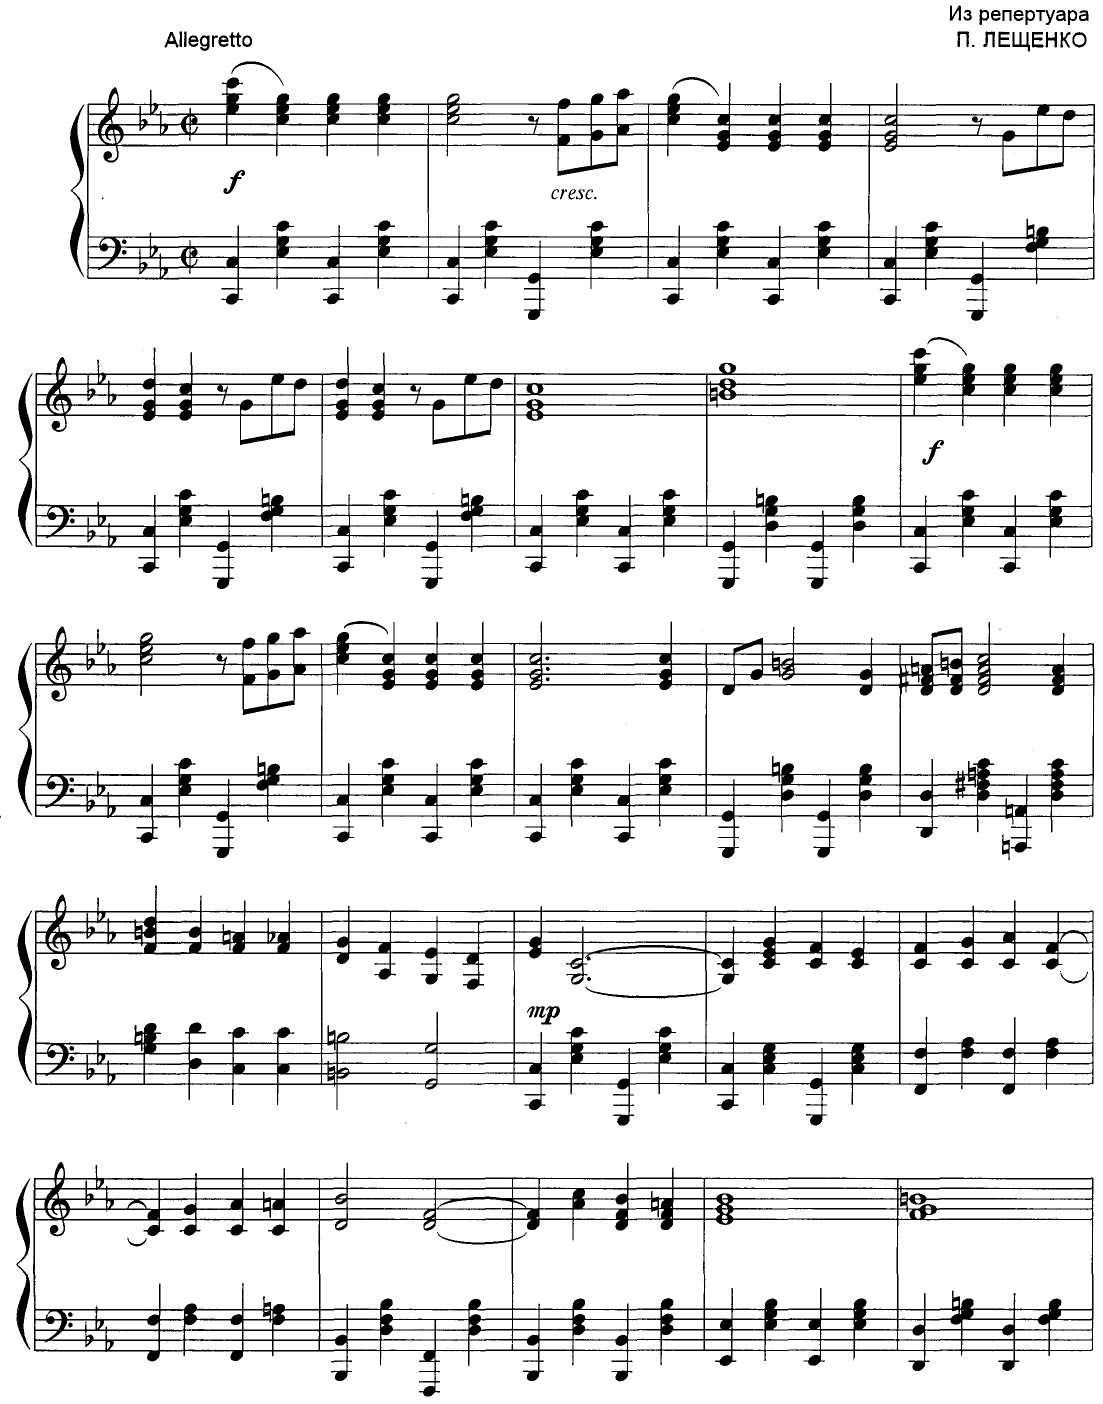 Из репертуара
Allegretto
П. ЛЕЩЕНКО
f
cresc.
f
mp